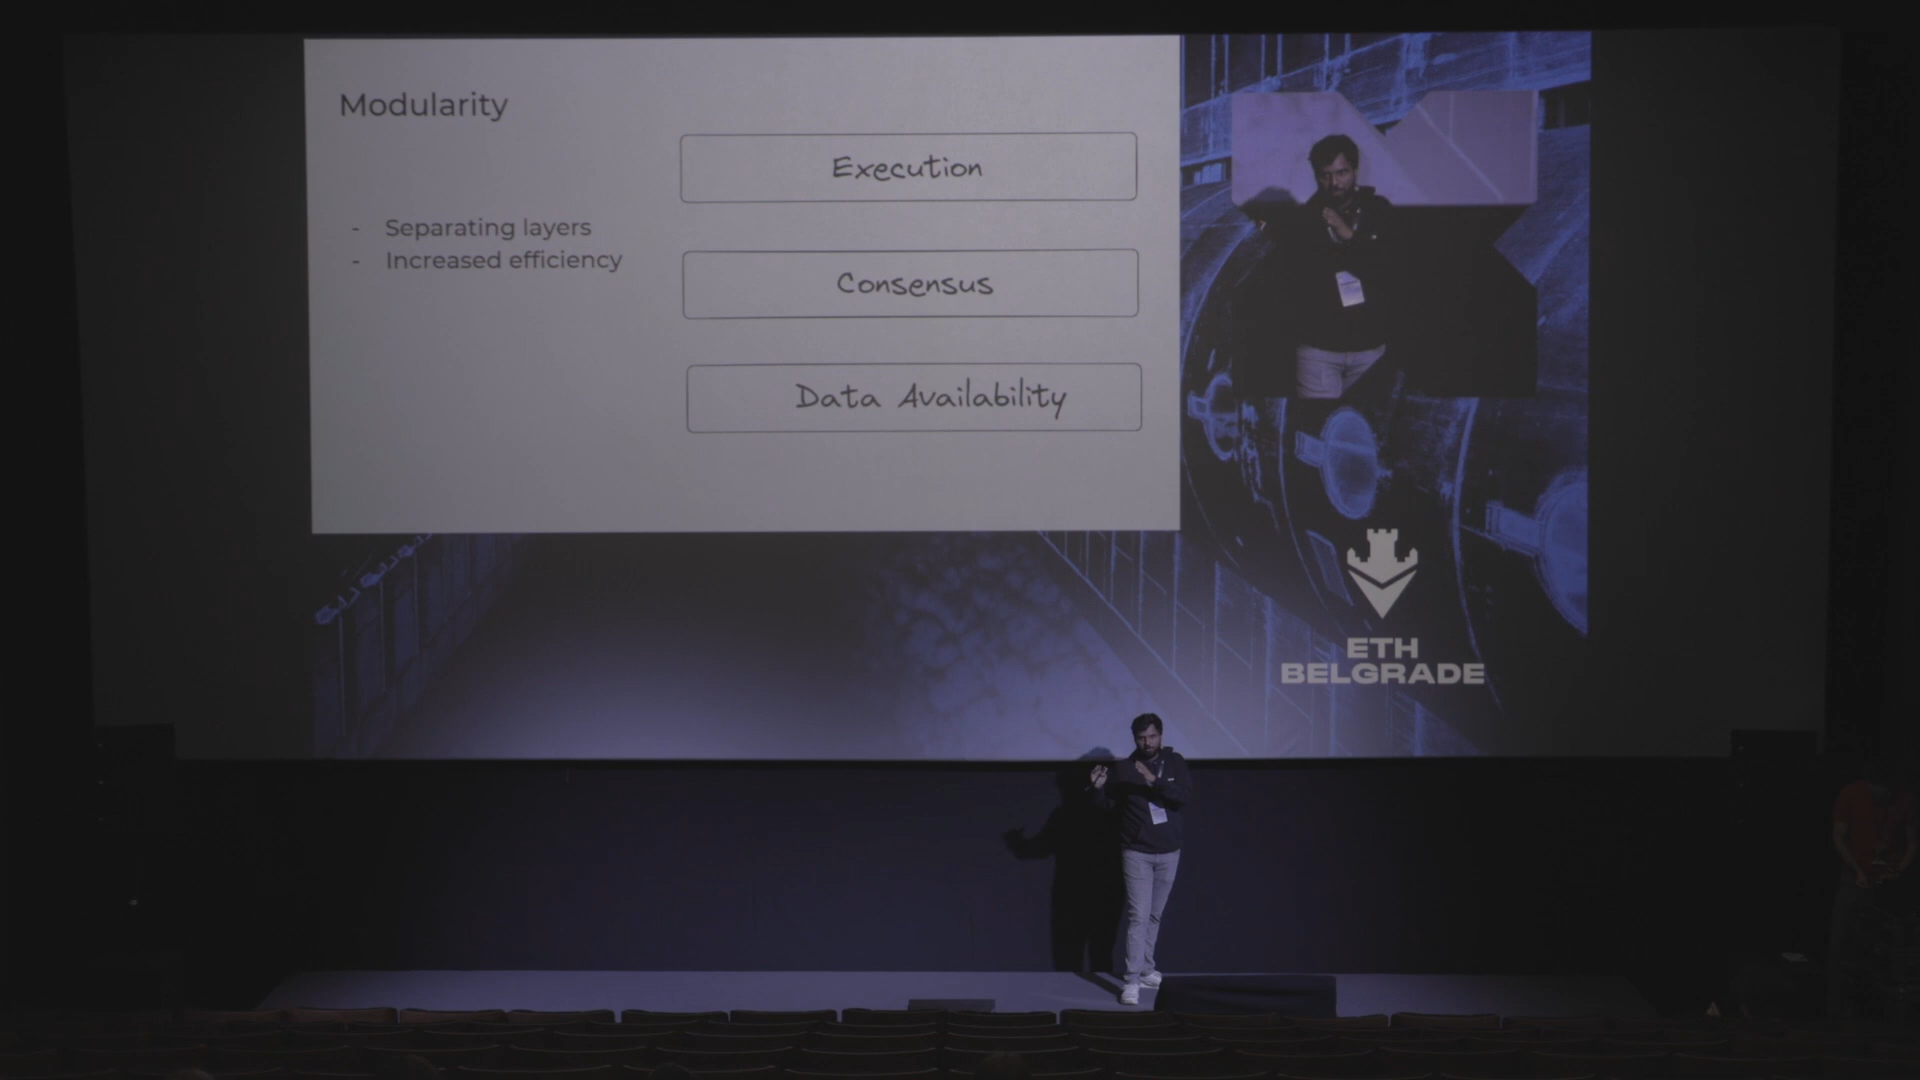 Modularity
- Separating layers
- Increased efficiency
Execution
Consensus
Data Availability
ETH
BELGRADE